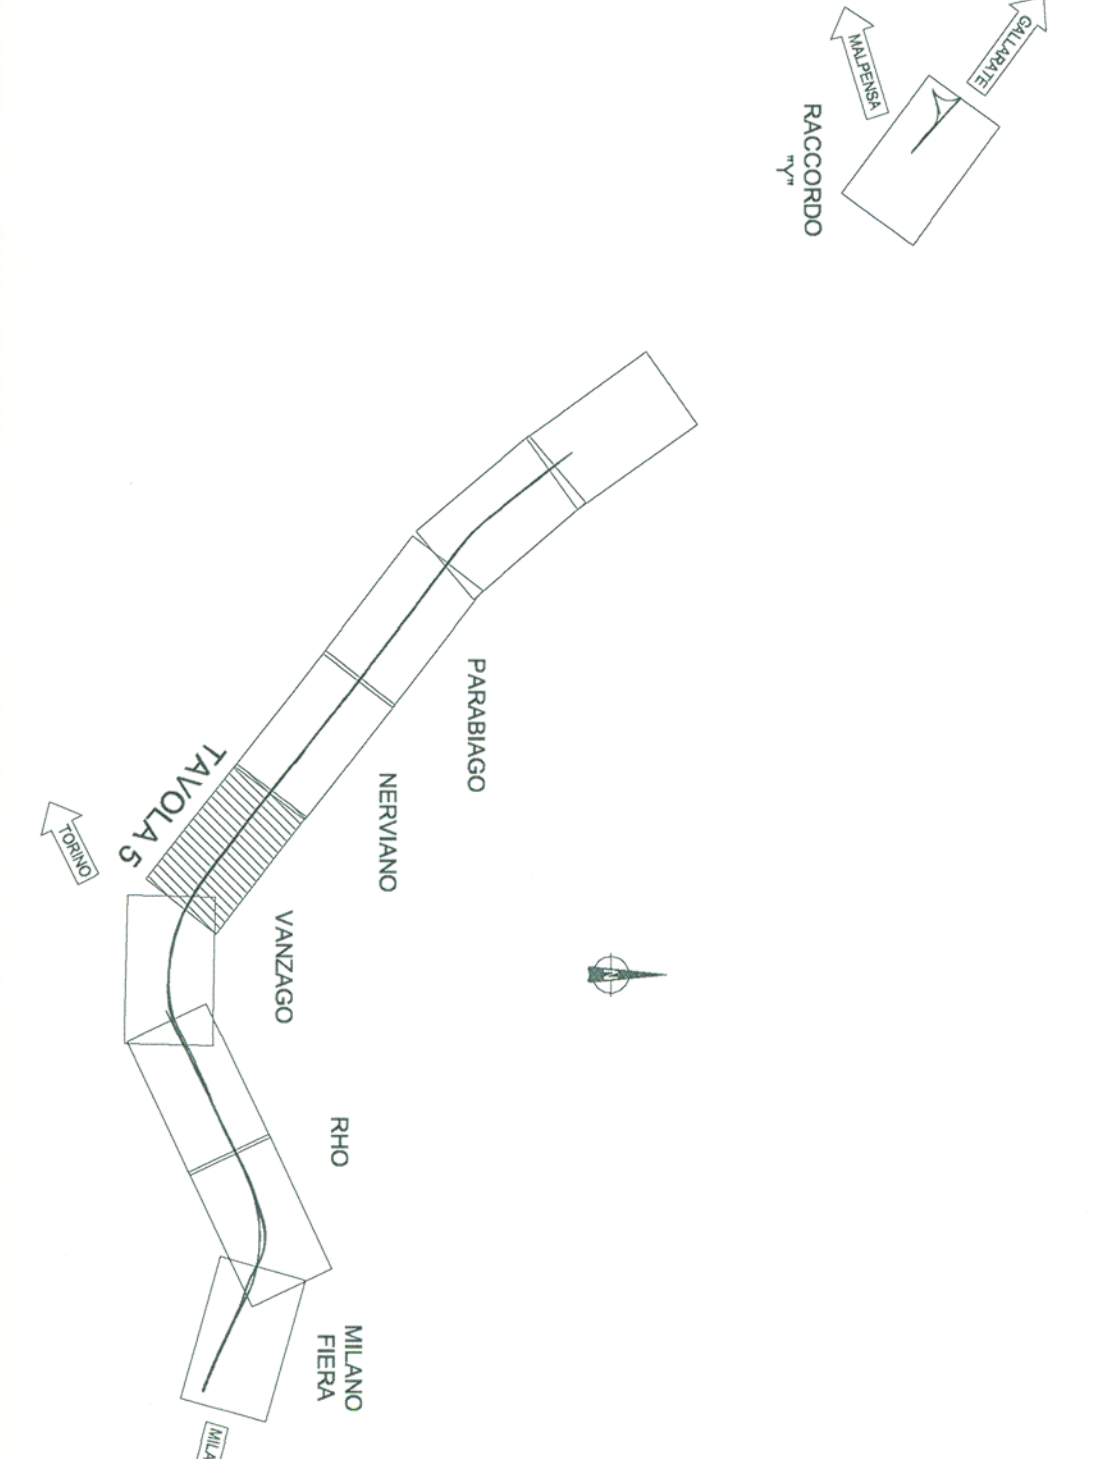 GALLARATE
MALPENSA
RACCORDO
"Y"
PARABIAGO
NERVIANO
TAVOLA 5
TORINO
VANZAGO
N
RHO
MILANO
FIERA